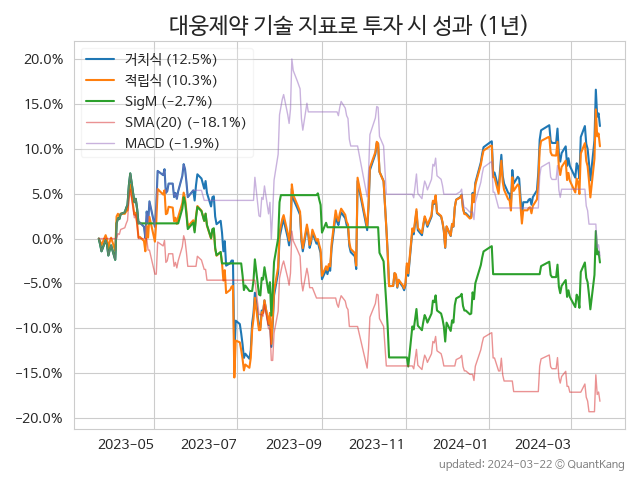 대웅제약 기술 지표로 투자 시 성과 (1년)
거치식 (12.5%)
적립식 (10.3%)
SigM (−2.7%)
SMA(20) (−18.1%)
MACD (−1.9%)
20.0%
15.0%
10.0%
5.0%
0.0%
−5.0%
−10.0%
−15.0%
−20.0%
2023-05 2023-07 2023-09 2023-11 2024-01 2024-03
updated: 2024-03-22 ⓒ QuantKang